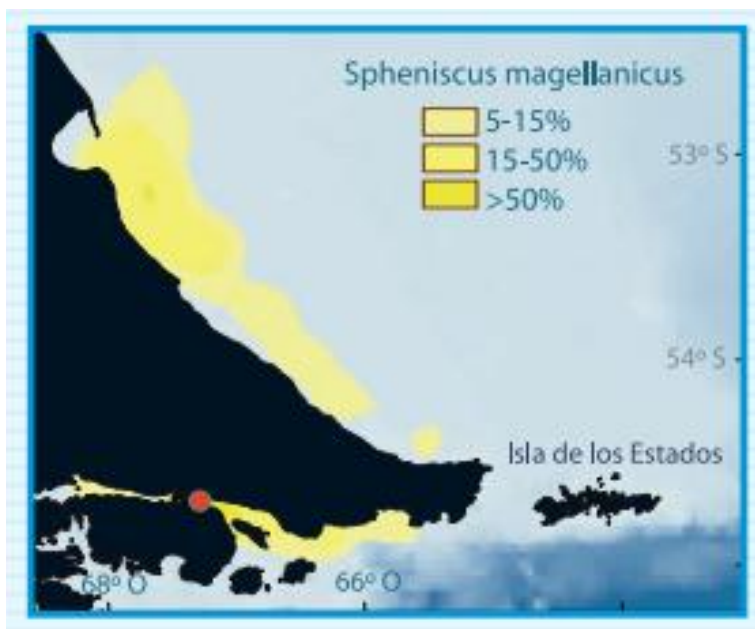 Spheniscus magellanicus
5-15%
15-50%
>50%
53º S
54º S
Isla de los Estados
68º O
66º O